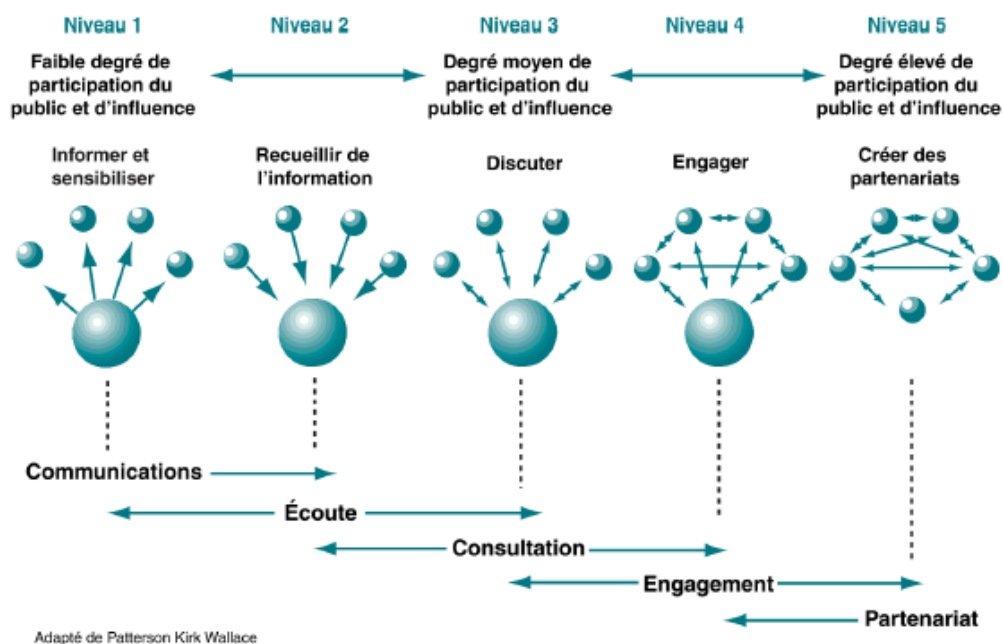 Niveau 1
Niveau 2
Niveau 3
Niveau 4
Niveau 5
Faible degré de
participation du
public et d'influence
Degré moyen de
participation du
public et d'influence
Degré élevé de
participation du
public et d'influence
Informer et
sensibiliser
Recueillir de
l'information
Discuter
Engager
Créer des
partenariats
Communications
Écoute
Consultation
Engagement
Partenariat
Adapté de Patterson Kirk Wallace